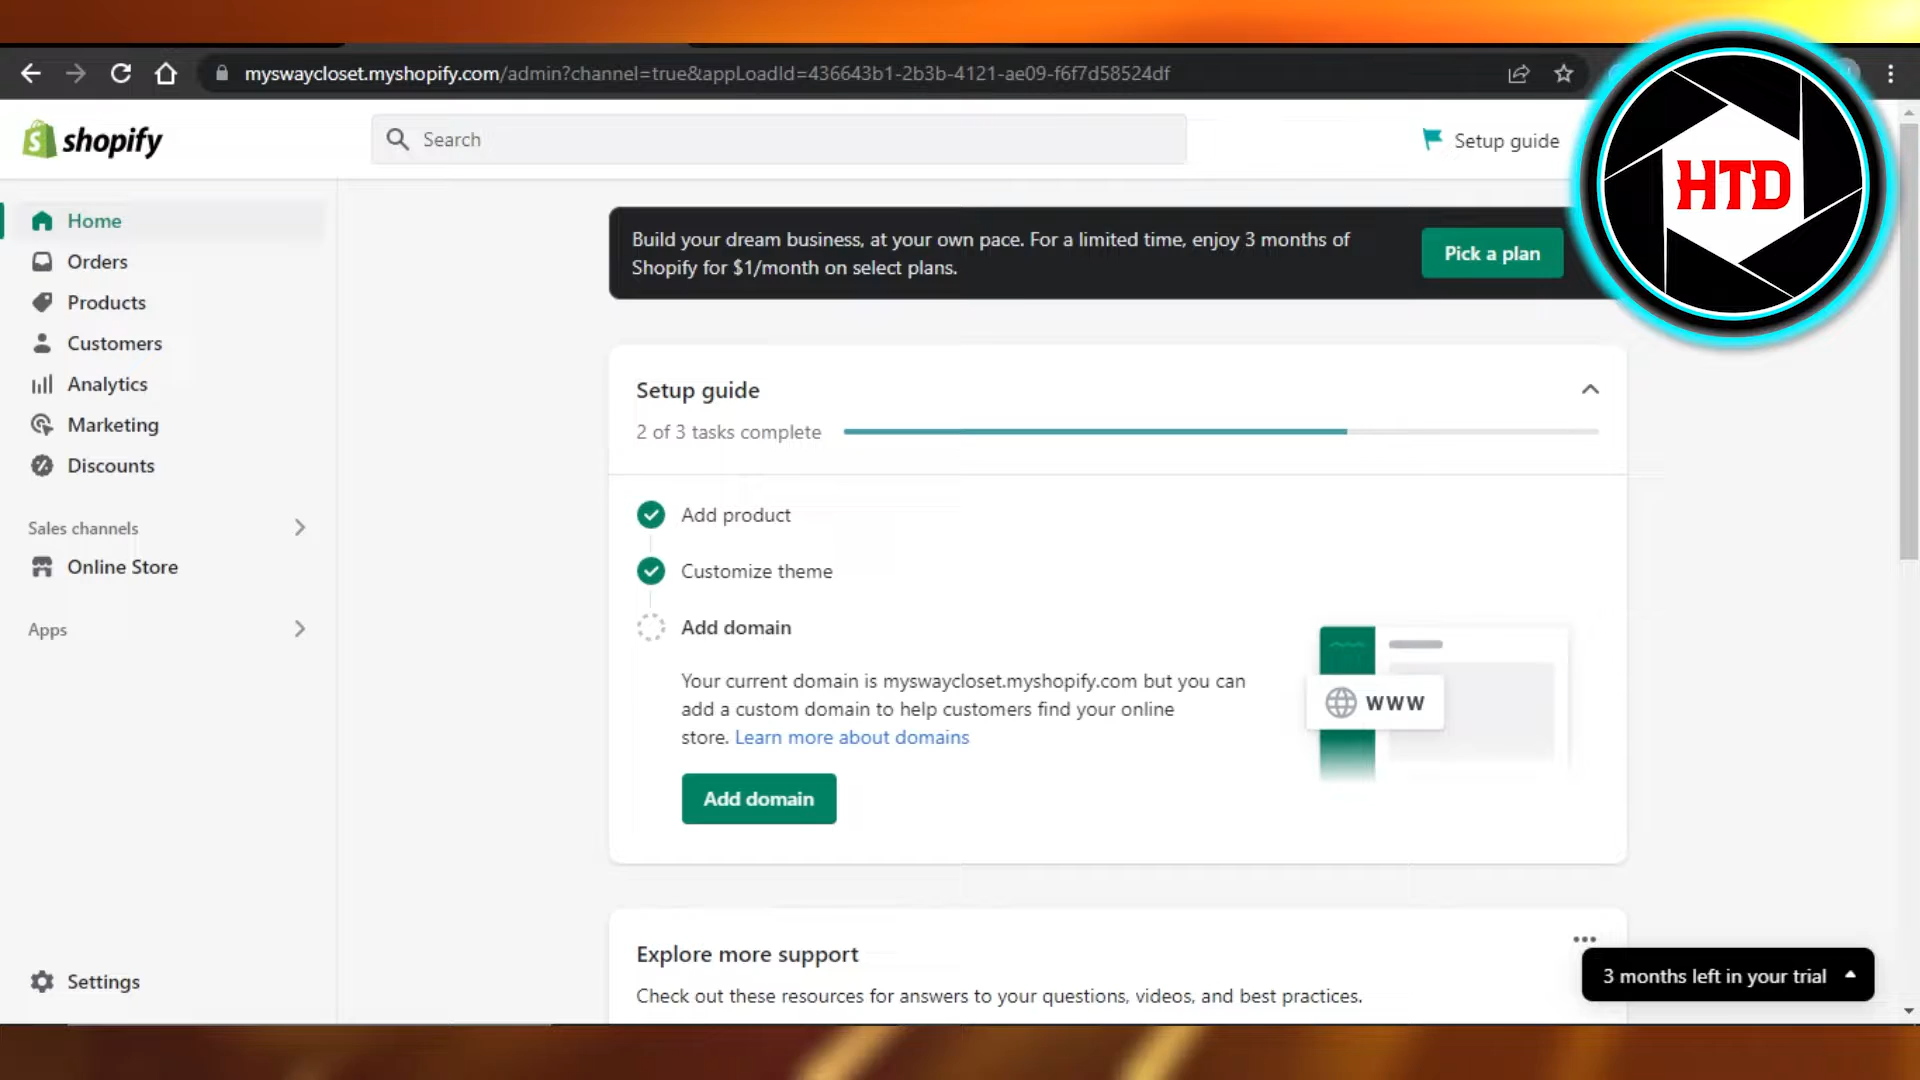 myswaycloset.myshopify.com/admin?channel=true&appLoadId=436643b1-2b3b-4121-ae09-f6f7d58524df
shopify
Search
Setup guide
HTD
Home
Orders
Products
Customers
Analytics
Marketing
Discounts
Sales channels
Online Store
Apps
Settings
Build your dream business, at your own pace. For a limited time, enjoy 3 months of
Shopify for $1/month on select plans.
Pick a plan
Setup guide
2 of 3 tasks complete
Add product
Customize theme
Add domain
Your current domain is myswaycloset.myshopify.com but you can
add a custom domain to help customers find your online
store. Learn more about domains
Add domain
WWW
Explore more support
Check out these resources for answers to your questions, videos, and best practices.
3 months left in your trial